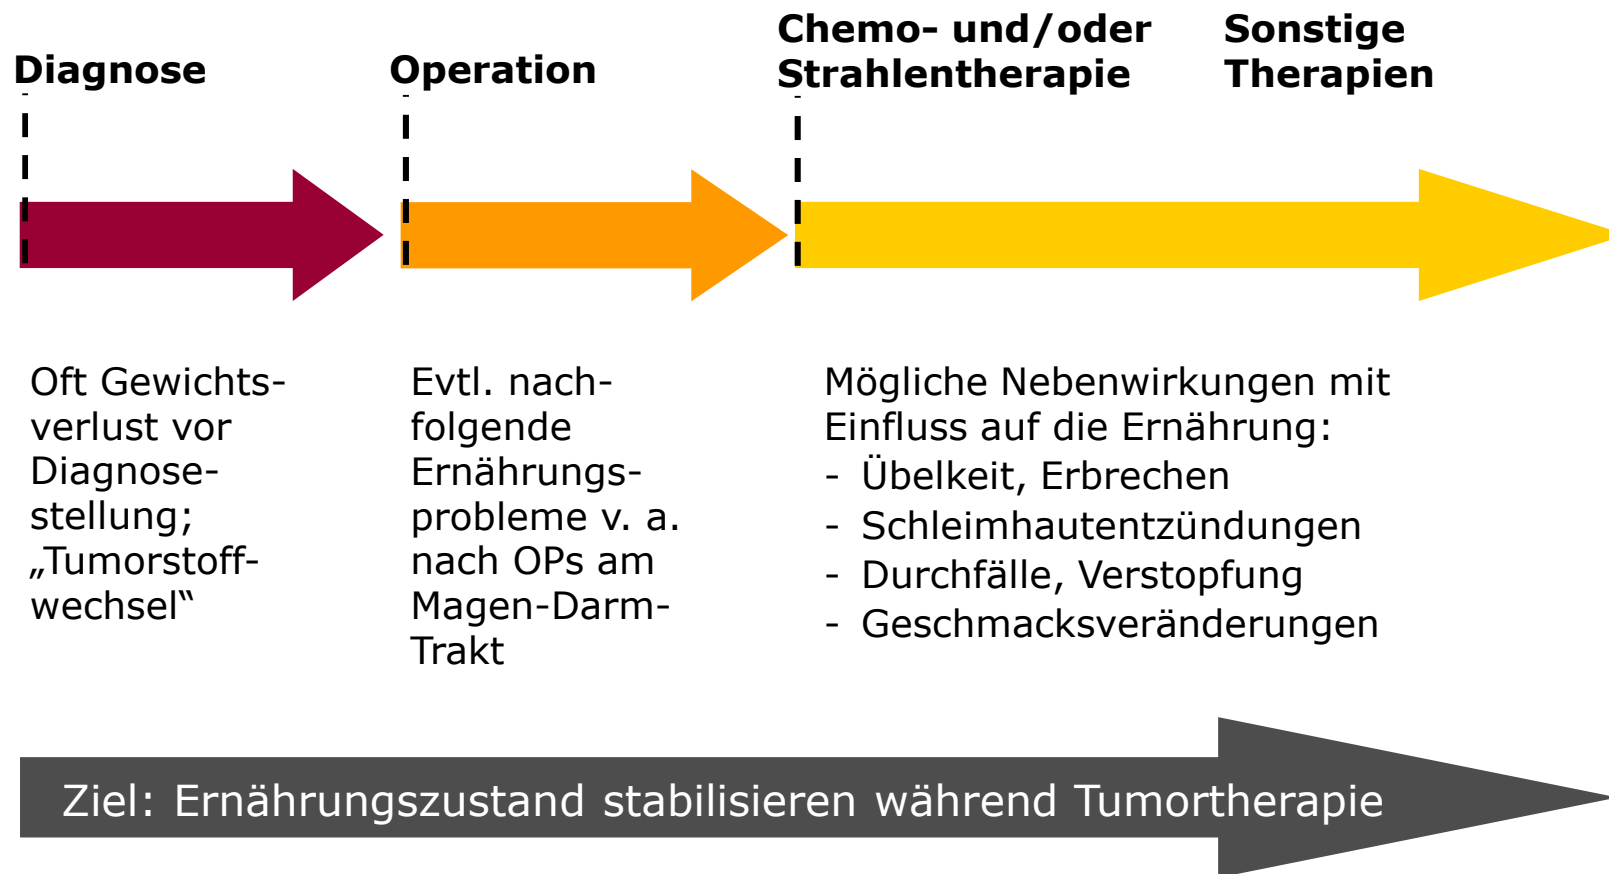 Diagnose
Operation
Chemo- und/oder
Strahlentherapie
Sonstige
Therapien
Oft Gewichts-
verlust vor
Diagnose-
stellung;
„Tumorstoff-
wechsel“
Evtl. nach-
folgende
Ernährungs-
probleme v. a.
nach OPs am
Magen-Darm-
Trakt
Mögliche Nebenwirkungen mit
Einfluss auf die Ernährung:
- Übelkeit, Erbrechen
- Schleimhautentzündungen
- Durchfälle, Verstopfung
- Geschmacksveränderungen
Ziel: Ernährungszustand stabilisieren während Tumortherapie